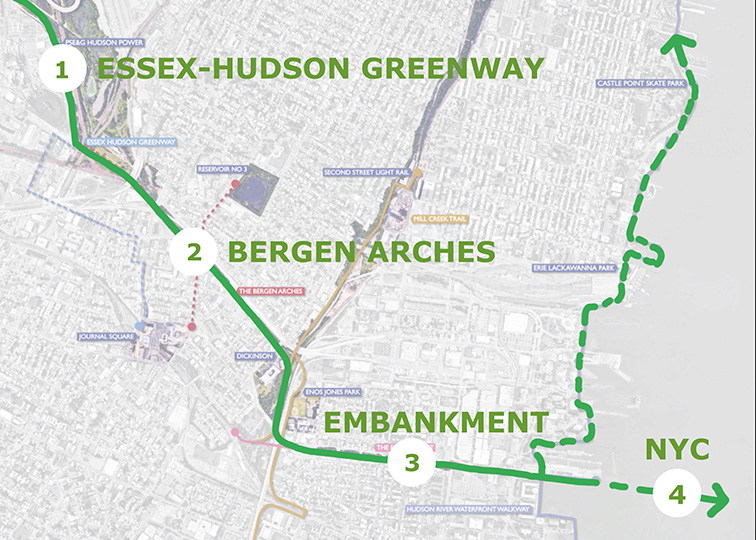 PSE&G HUDSON POWER
1
ESSEX-HUDSON GREENWAY
CASTLE POINT SKATE PARK
ESSEX HUDSON GREENWAY
RESERVOIR NO 3
SECOND STREET LIGHT RAIL
MILL CREEK TRAIL
2
BERGEN ARCHES
ERIE LACKAWANNA PARK
THE BERGEN ARCHES
JOURNAL SQUARE
DICKINSON
ENOS JONES PARK
EMBANKMENT
THE
3
NYC
4
HUDSON RIVER WATERFRONT WALKWAY